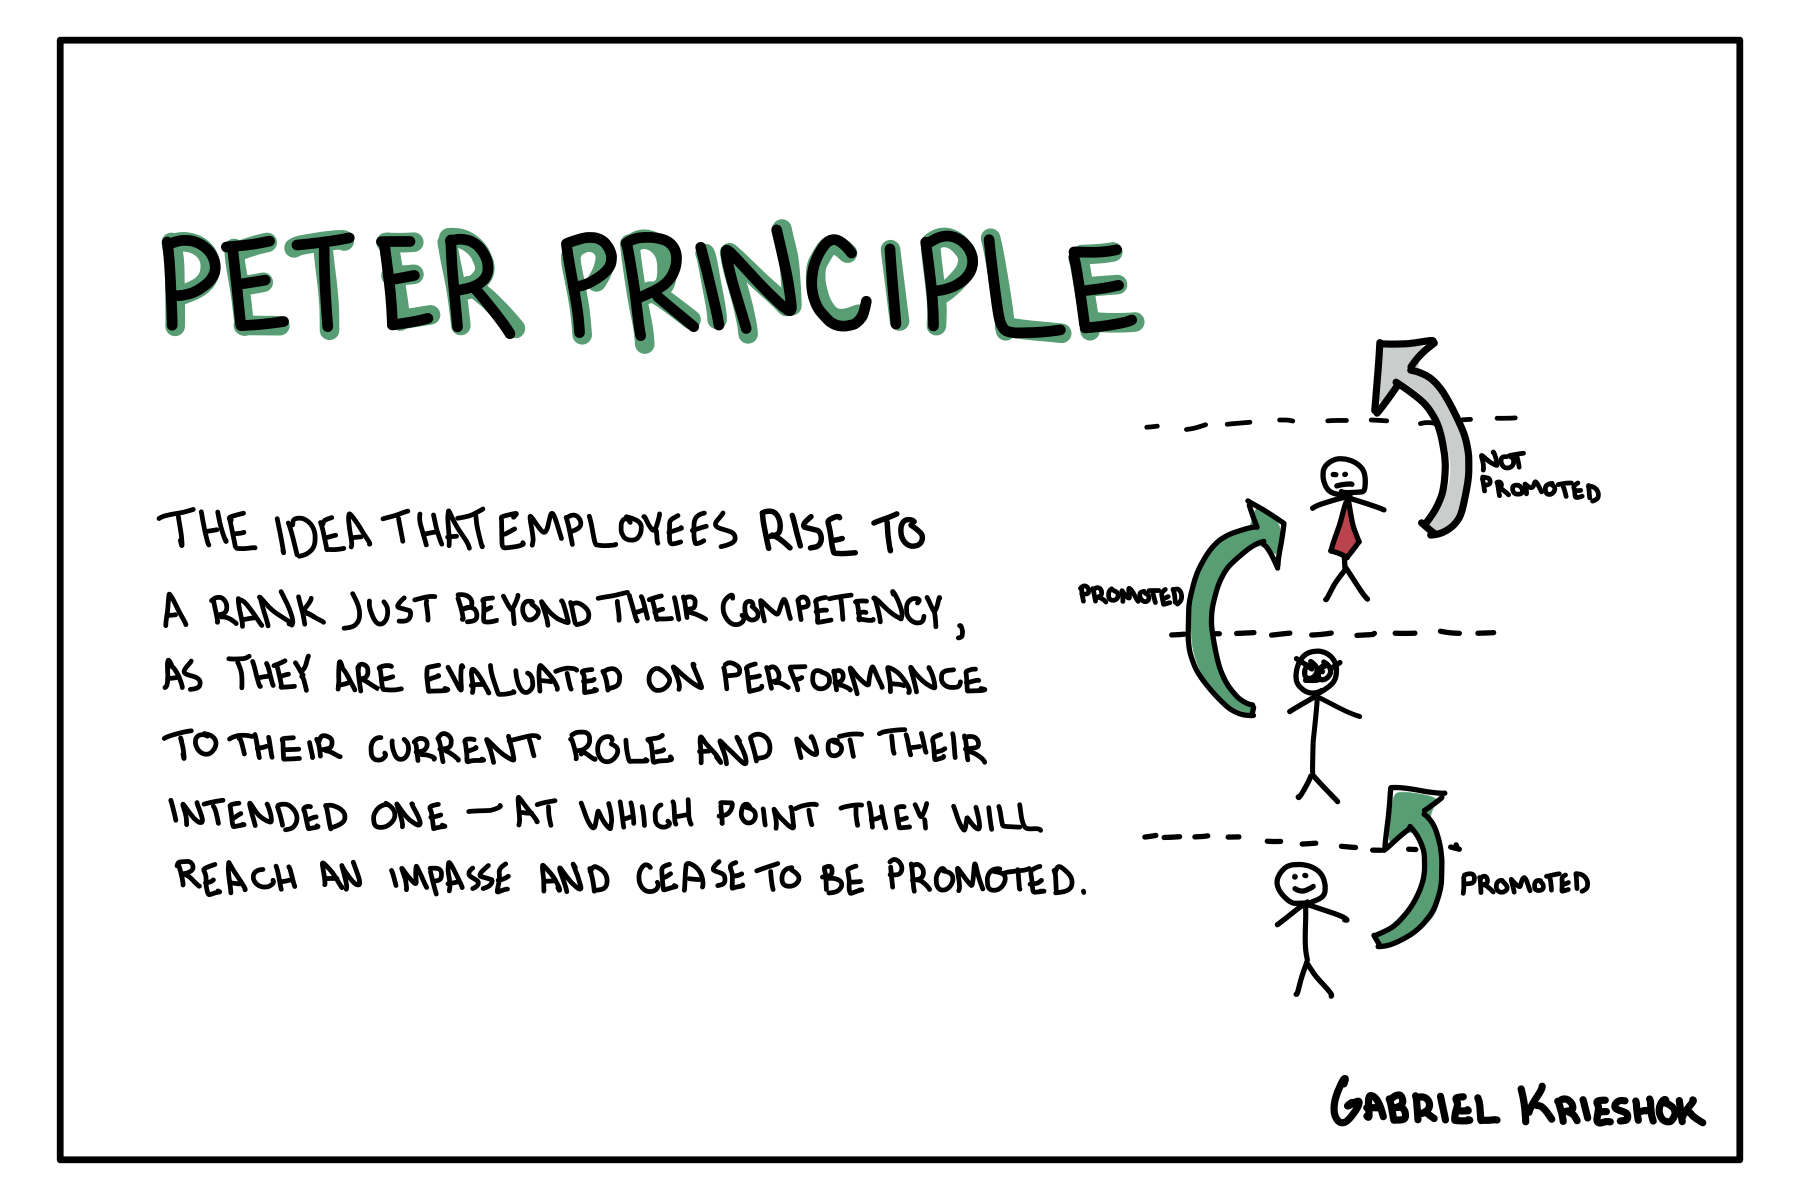 PETER PRINCIPLE
THE IDEA THAT EMPLOYEES RISE TO
A RANK JUST BEYOND THEIR COMPETENCY,
AS THEY ARE EVALUATED ON PERFORMANCE
TO THEIR CURRENT ROLE AND NOT THEIR
INTENDED ONE — AT WHICH POINT THEY WILL
REACH AN IMPASSE AND CEASE TO BE PROMOTED.
NOT
PROMOTED
PROMOTED
PROMOTED
GABRIEL KRIESHOK